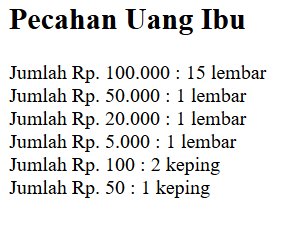 Pecahan Uang Ibu
Jumlah Rp. 100.000 : 15 lembar
Jumlah Rp. 50.000 : 1 lembar
Jumlah Rp. 20.000 : 1 lembar
Jumlah Rp. 5.000 : 1 lembar
Jumlah Rp. 100 : 2 keping
Jumlah Rp. 50 : 1 keping